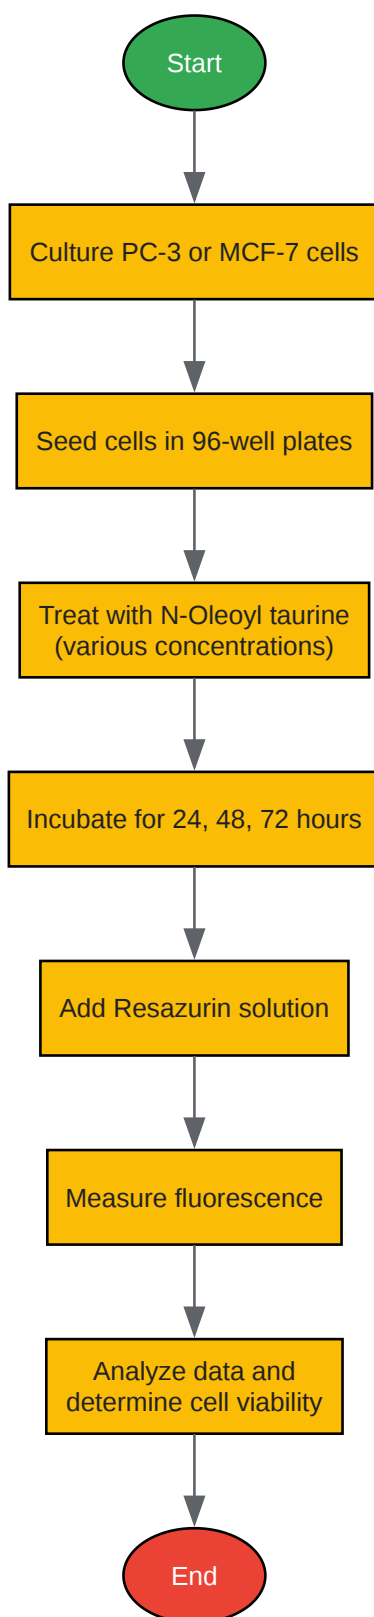 Start
Culture PC-3 or MCF-7 cells
Seed cells in 96-well plates
Treat with N-Oleoyl taurine
(various concentrations)
Incubate for 24, 48, 72 hours
Add Resazurin solution
Measure fluorescence
Analyze data and
determine cell viability
End